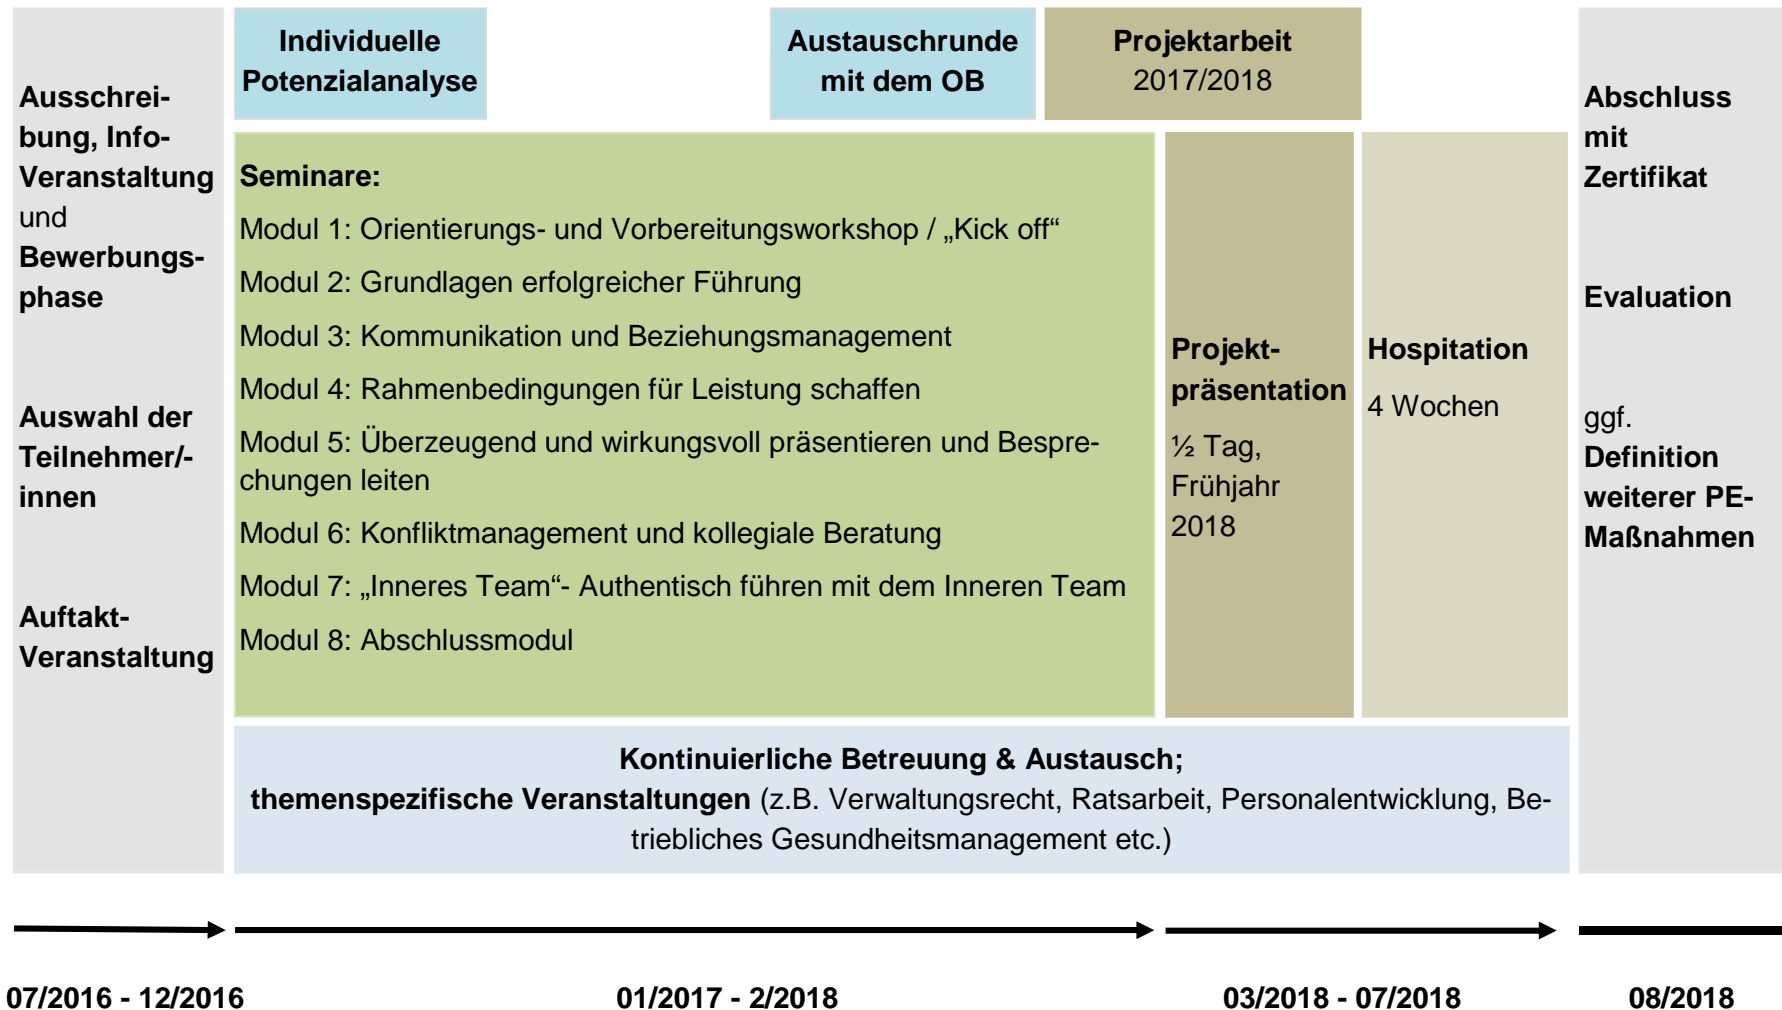 Ausschrei-
bung, Info-
Veranstaltung
und
Bewerbungs-
phase
Auswahl der
Teilnehmer/-
innen
Auftakt-
Veranstaltung
Individuelle
Potenzialanalyse
Austauschrunde
mit dem OB
Projektarbeit
2017/2018
Seminare:
Modul 1: Orientierungs- und Vorbereitungsworkshop / „Kick off“
Modul 2: Grundlagen erfolgreicher Führung
Modul 3: Kommunikation und Beziehungsmanagement
Modul 4: Rahmenbedingungen für Leistung schaffen
Modul 5: Überzeugend und wirkungsvoll präsentieren und Bespre-
chungen leiten
Modul 6: Konfliktmanagement und kollegiale Beratung
Modul 7: „Inneres Team“- Authentisch führen mit dem Inneren Team
Modul 8: Abschlussmodul
Projekt-
präsentation
½ Tag,
Frühjahr
2018
Hospitation
4 Wochen
Kontinuierliche Betreuung & Austausch;
themenspezifische Veranstaltungen (z.B. Verwaltungsrecht, Ratsarbeit, Personalentwicklung, Be-
triebliches Gesundheitsmanagement etc.)
Abschluss
mit
Zertifikat
Evaluation
ggf.
Definition
weiterer PE-
Maßnahmen
07/2016 - 12/2016
01/2017 - 2/2018
03/2018 - 07/2018
08/2018